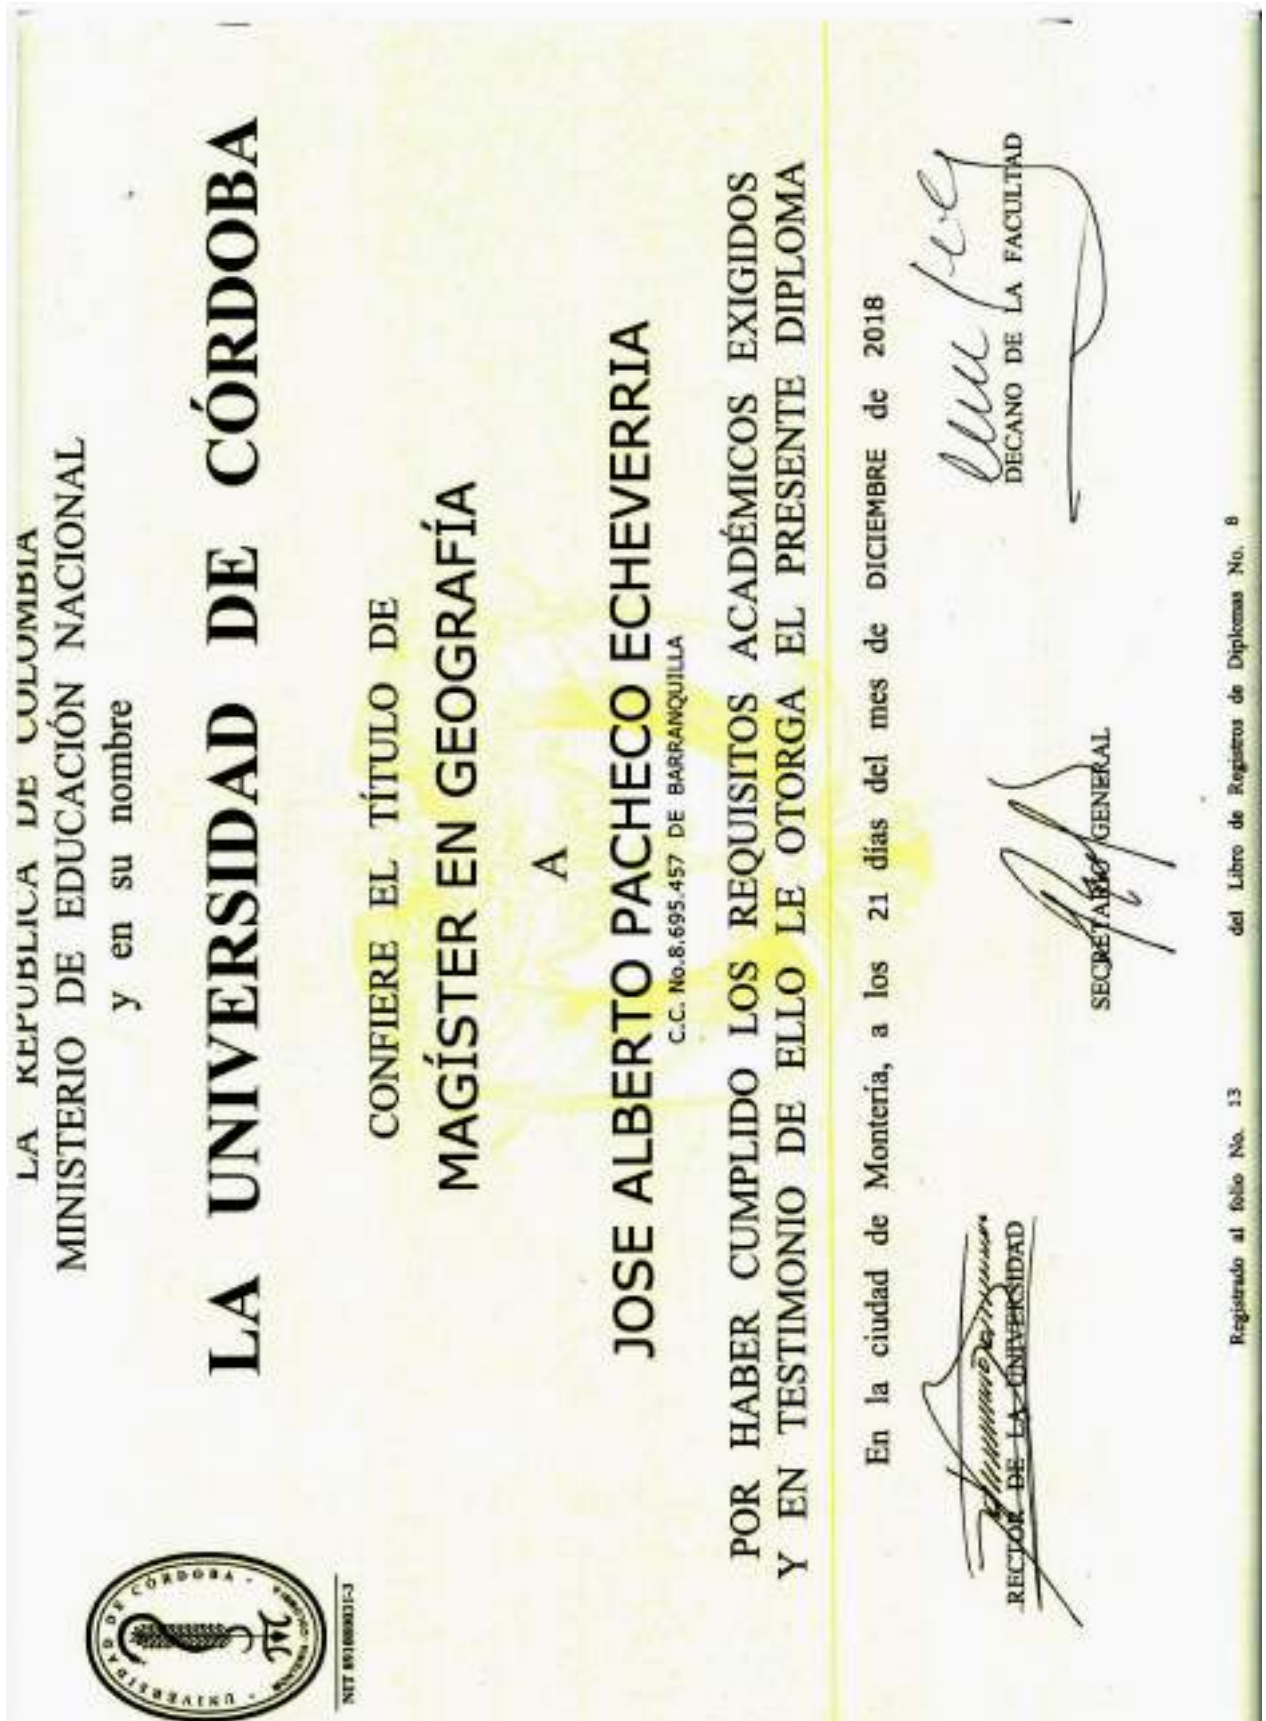 LA REPÚBLICA DE COLOMBIA
MINISTERIO DE EDUCACIÓN NACIONAL
y en su nombre
LA UNIVERSIDAD DE CÓRDOBA
UNIVERSIDAD DE CÓRDOBA
CONFIERE EL TÍTULO DE
MAGÍSTER EN GEOGRAFÍA
A
JOSE ALBERTO PACHECO ECHEVERRIA
C.C. No.8.695.457 DE BARRANQUILLA
POR HABER CUMPLIDO LOS REQUISITOS ACADÉMICOS EXIGIDOS
Y EN TESTIMONIO DE ELLO LE OTORGA EL PRESENTE DIPLOMA
En la ciudad de Montería, a los 21 días del mes de DICIEMBRE de 2018
RECTOR DE LA UNIVERSIDAD
SECRETARIO GENERAL
DECANO DE LA FACULTAD
Registrado al folio No. 13 del Libro de Registros de Diplomas No. 8